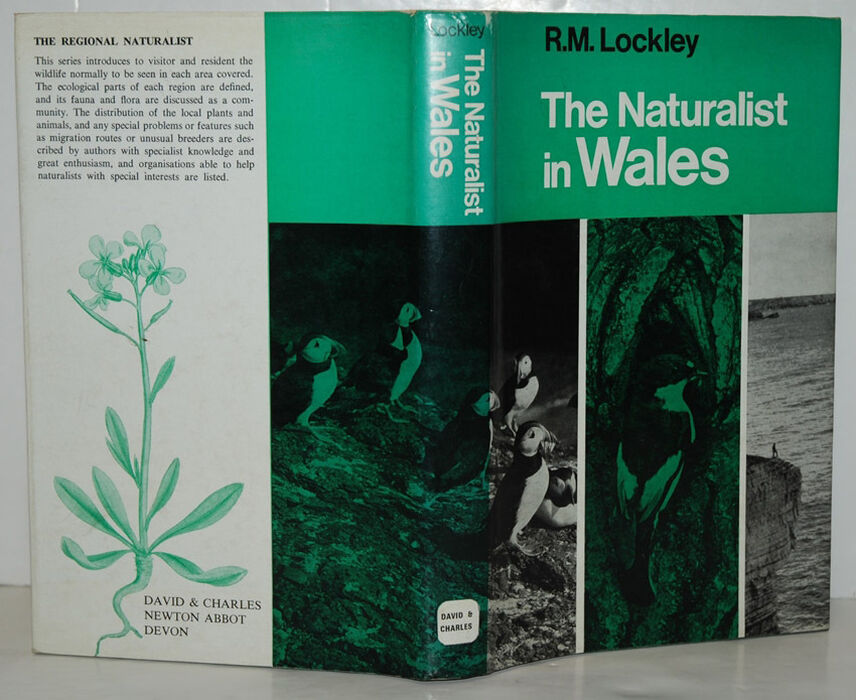 THE REGIONAL NATURALIST
This series introduces to visitor and resident the
wildlife normally to be seen in each area covered.
The ecological parts of each region are defined,
and its fauna and flora are discussed as a com-
munity. The distribution of the local plants and
animals, and any special problems or features such
as migration routes or unusual breeders are des-
cribed by authors with specialist knowledge and
great enthusiasm, and organisations able to help
naturalists with special interests are listed.
DAVID & CHARLES
NEWTON ABBOT
DEVON
Lockley
The Naturalist
in Wales
DAVID &
CHARLES
R.M. Lockley
The Naturalist
in Wales